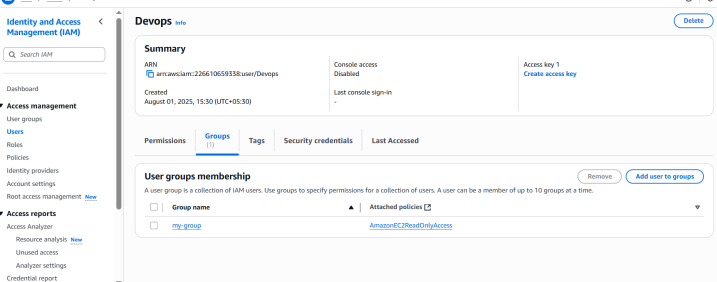 Identity and Access
Management (IAM)
Search IAM
Dashboard
Access management
User groups
Users
Roles
Policies
Identity providers
Account settings
Root access management New
Access reports
Access Analyzer
Resource analysis New
Unused access
Analyzer settings
Credential report
Devops Info
Delete
Summary
ARN
arn:aws:iam::226610659338:user/Devops
Console access
Disabled
Access key 1
Create access key
Created
August 01, 2025, 15:30 (UTC+05:30)
Last console sign-in
-
Permissions
Groups
(1)
Tags
Security credentials
Last Accessed
User groups membership
Remove
Add user to groups
A user group is a collection of IAM users. Use groups to specify permissions for a collection of users. A user can be a member of up to 10 groups at a time.
Group name
Attached policies
my-group
AmazonEC2ReadOnlyAccess